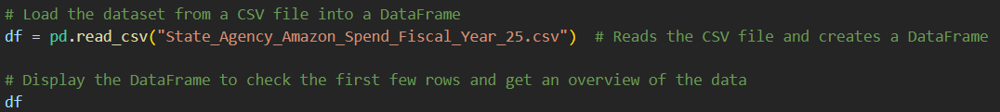 # Load the dataset from a CSV file into a DataFrame
df = pd.read_csv("State_Agency_Amazon_Spend_Fiscal_Year_25.csv")  # Reads the CSV file and creates a DataFrame
# Display the DataFrame to check the first few rows and get an overview of the data
df